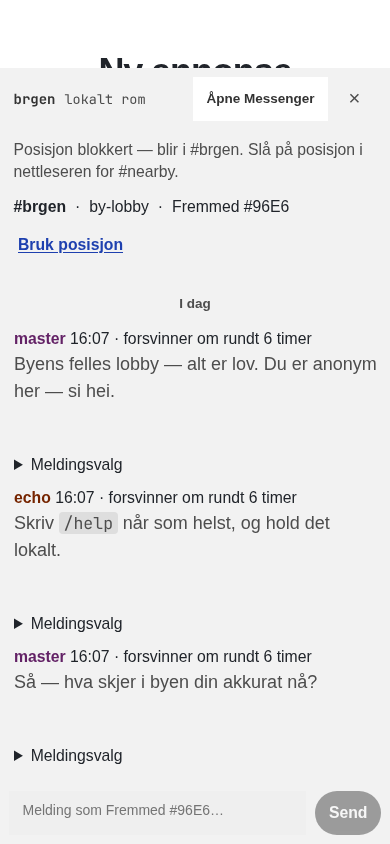 Ny annonse
brgen lokalt rom
Åpne Messenger
×
Posisjon blokkert — blir i #brgen. Slå på posisjon i
nettleseren for #nearby.
#brgen · by-lobby · Fremmed #96E6
Bruk posisjon
I dag
master 16:07 · forsvinner om rundt 6 timer
Byens felles lobby — alt er lov. Du er anonym
her — si hei.
Meldingsvalg
echo 16:07 · forsvinner om rundt 6 timer
Skriv /help når som helst, og hold det
lokalt.
Meldingsvalg
master 16:07 · forsvinner om rundt 6 timer
Så — hva skjer i byen din akkurat nå?
Meldingsvalg
Melding som Fremmed #96E6…
Send